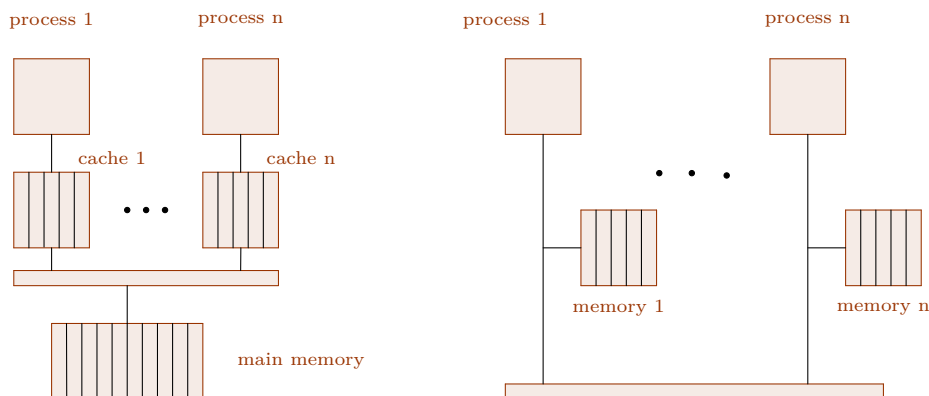 process 1
process n
cache 1
cache n
main memory
process 1
process n
memory 1
memory n